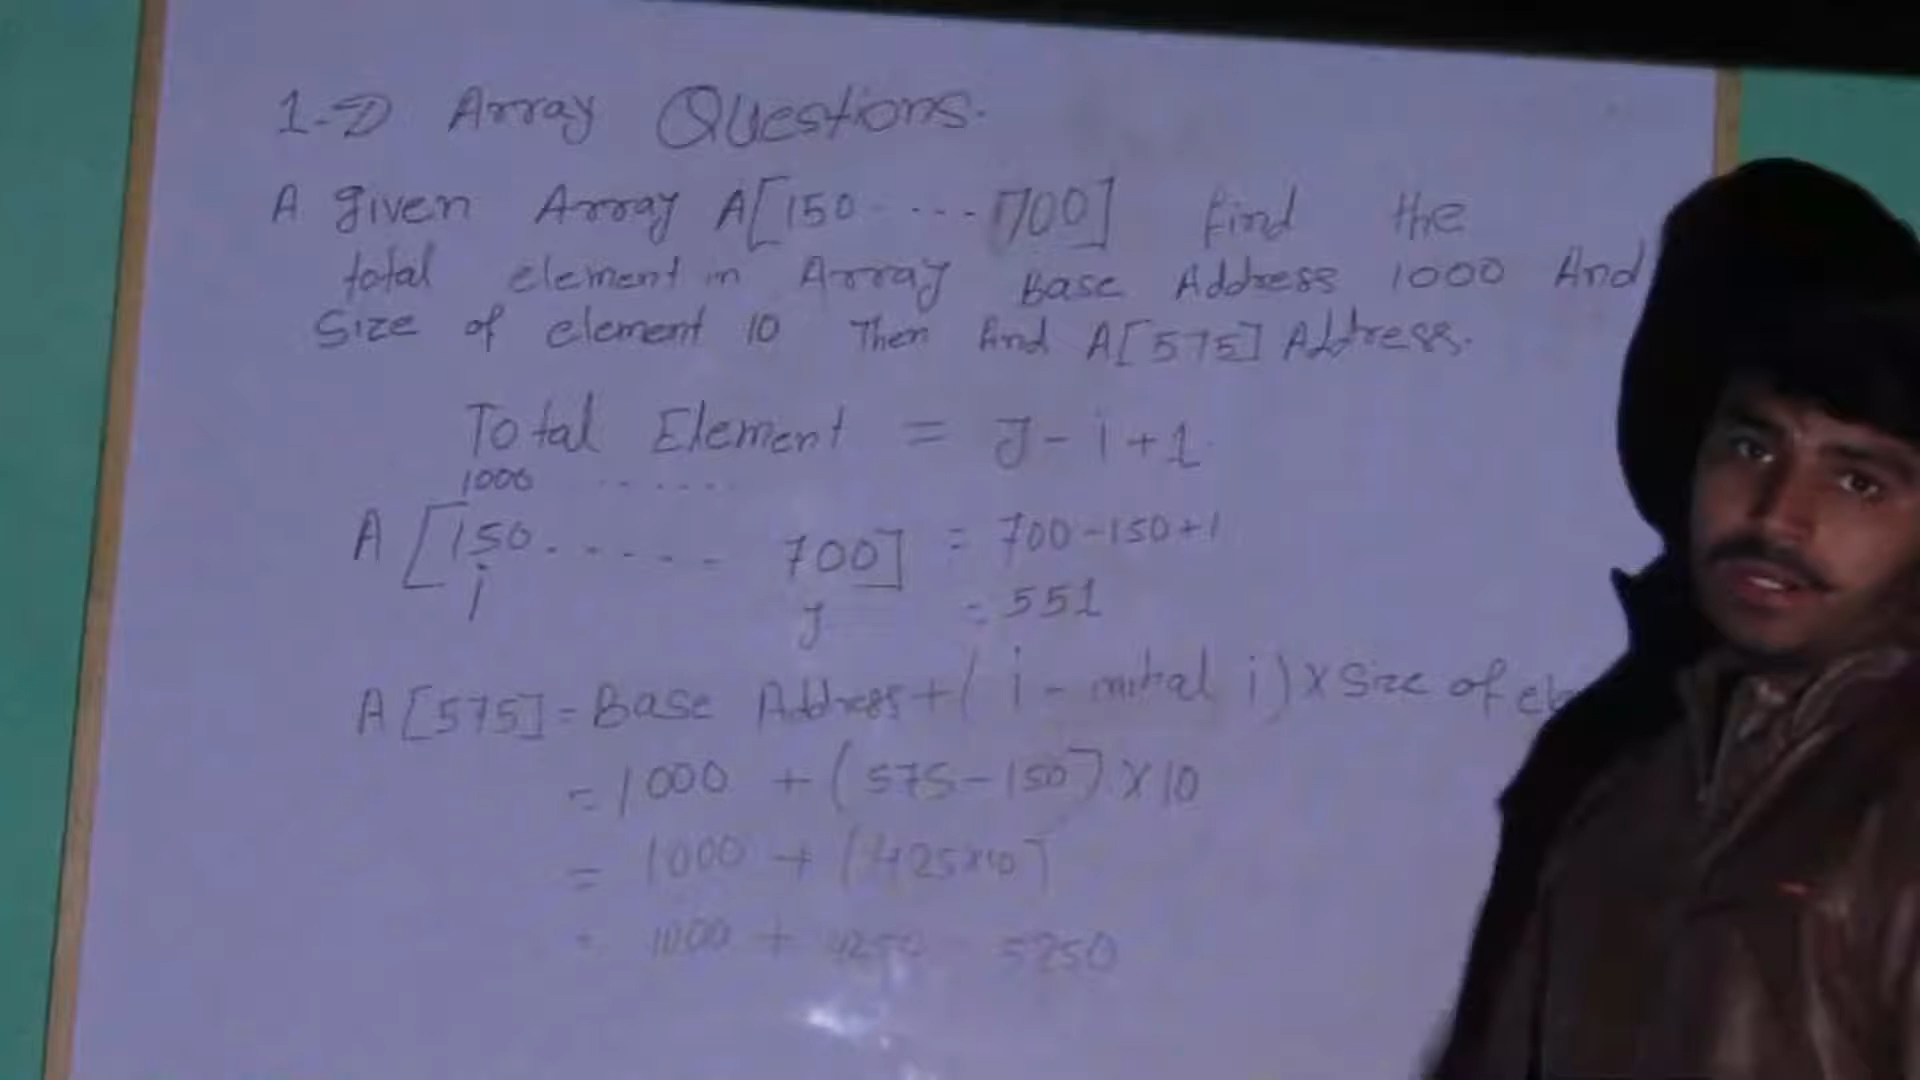 1-D Array Questions.
A given Array A[150 ---- 700] find the
total element in Array Base Address 1000 And
Size of element 10 Then find A[575] Address.
Total Element = J - i + 1
1000 ......
A [150. ..... 700] = 700-150+1
i J = 551
A [575] = Base Address + ( i - initial i) x Size of
= 1000 + (575-150) x 10
= 1000 + (425x10)
= 1000 + 4250 = 5250